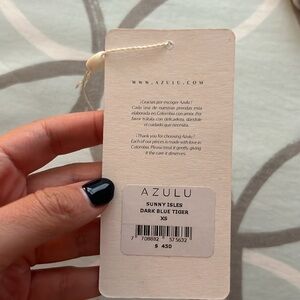 WWW.AZULU.COM
¡Gracias por escoger Azulu!
Cada una de nuestras prendas esta
elaborada en Colombia con amor. Por
favor trátala con delicadeza, dándole
el cuidado que necesita.
¡Thank you for choosing Azulu!
Each of our pieces is made with love in
Colombia. Please treat it gently, giving
it the care it deserves.
AZULU
SUNNY ISLES
DARK BLUE TIGER
XS
7 709882 575632
$ 450